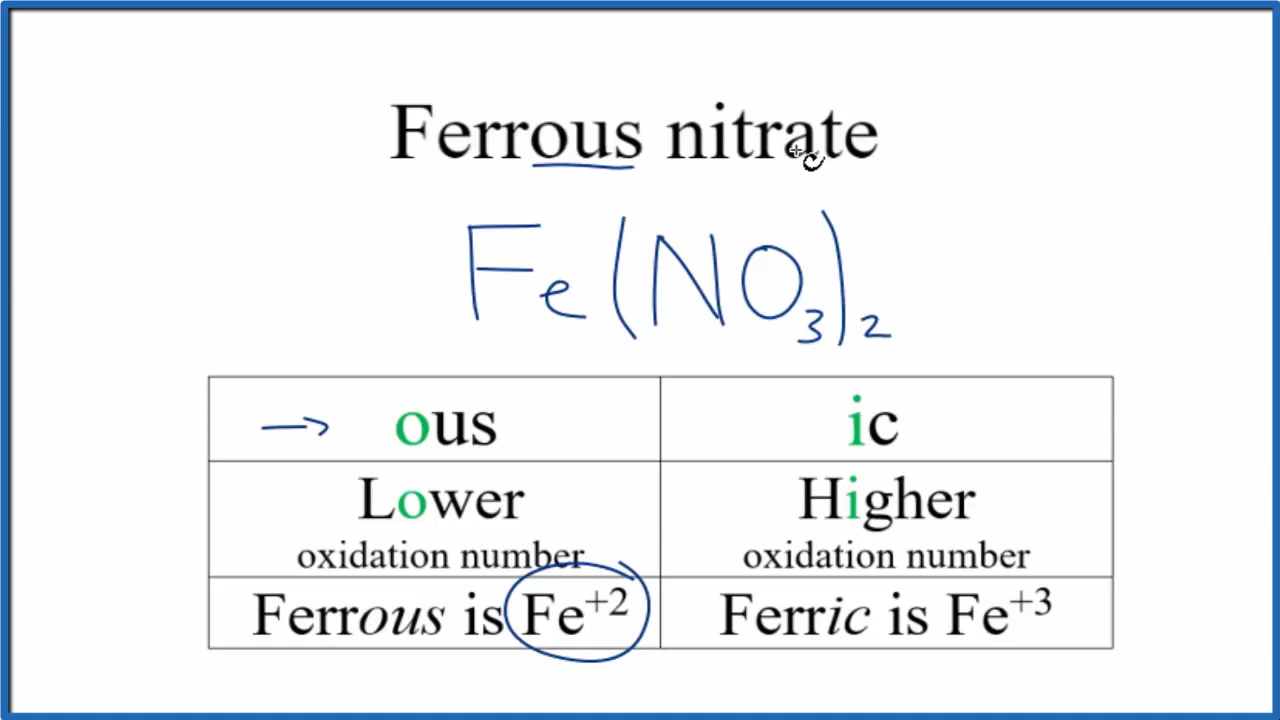 Ferrous nitrate
Fe(NO₃)₂
→ ous
ic
Lower
oxidation number
Higher
oxidation number
Ferrous is Fe⁺²
Ferric is Fe⁺³